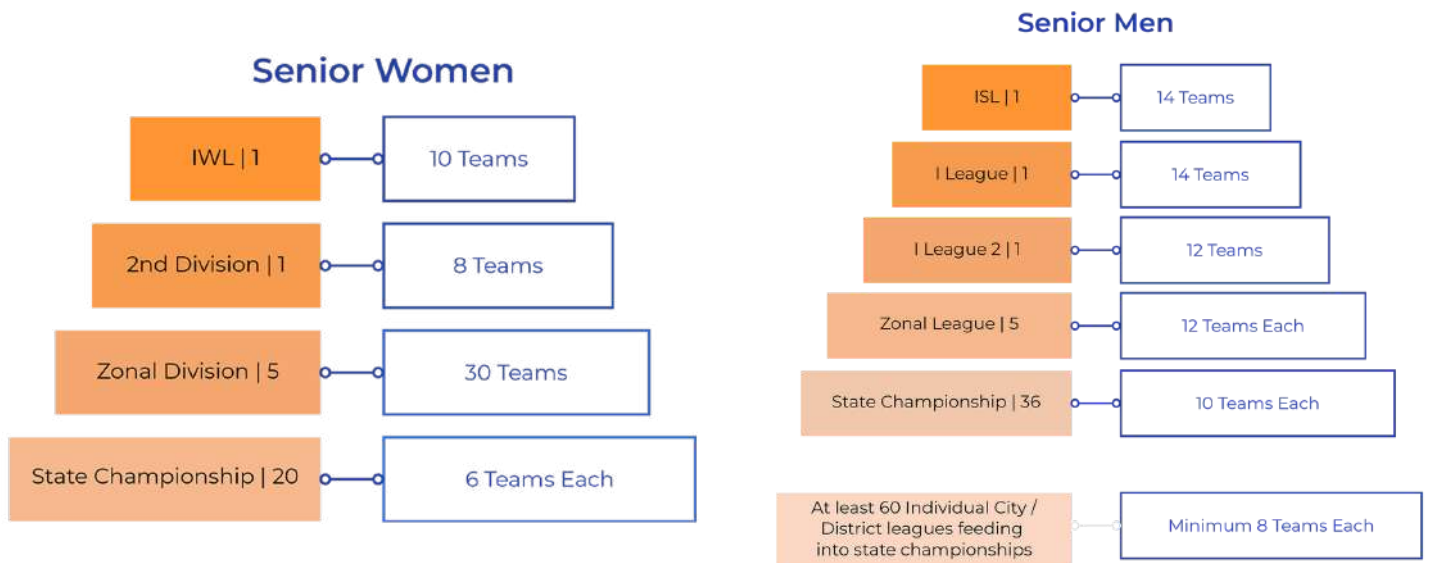 Senior Women
IWL | 1
10 Teams
2nd Division | 1
8 Teams
Zonal Division | 5
30 Teams
State Championship | 20
6 Teams Each
Senior Men
ISL | 1
14 Teams
I League | 1
14 Teams
I League 2 | 1
12 Teams
Zonal League | 5
12 Teams Each
State Championship | 36
10 Teams Each
At least 60 Individual City /
District leagues feeding
into state championships
Minimum 8 Teams Each